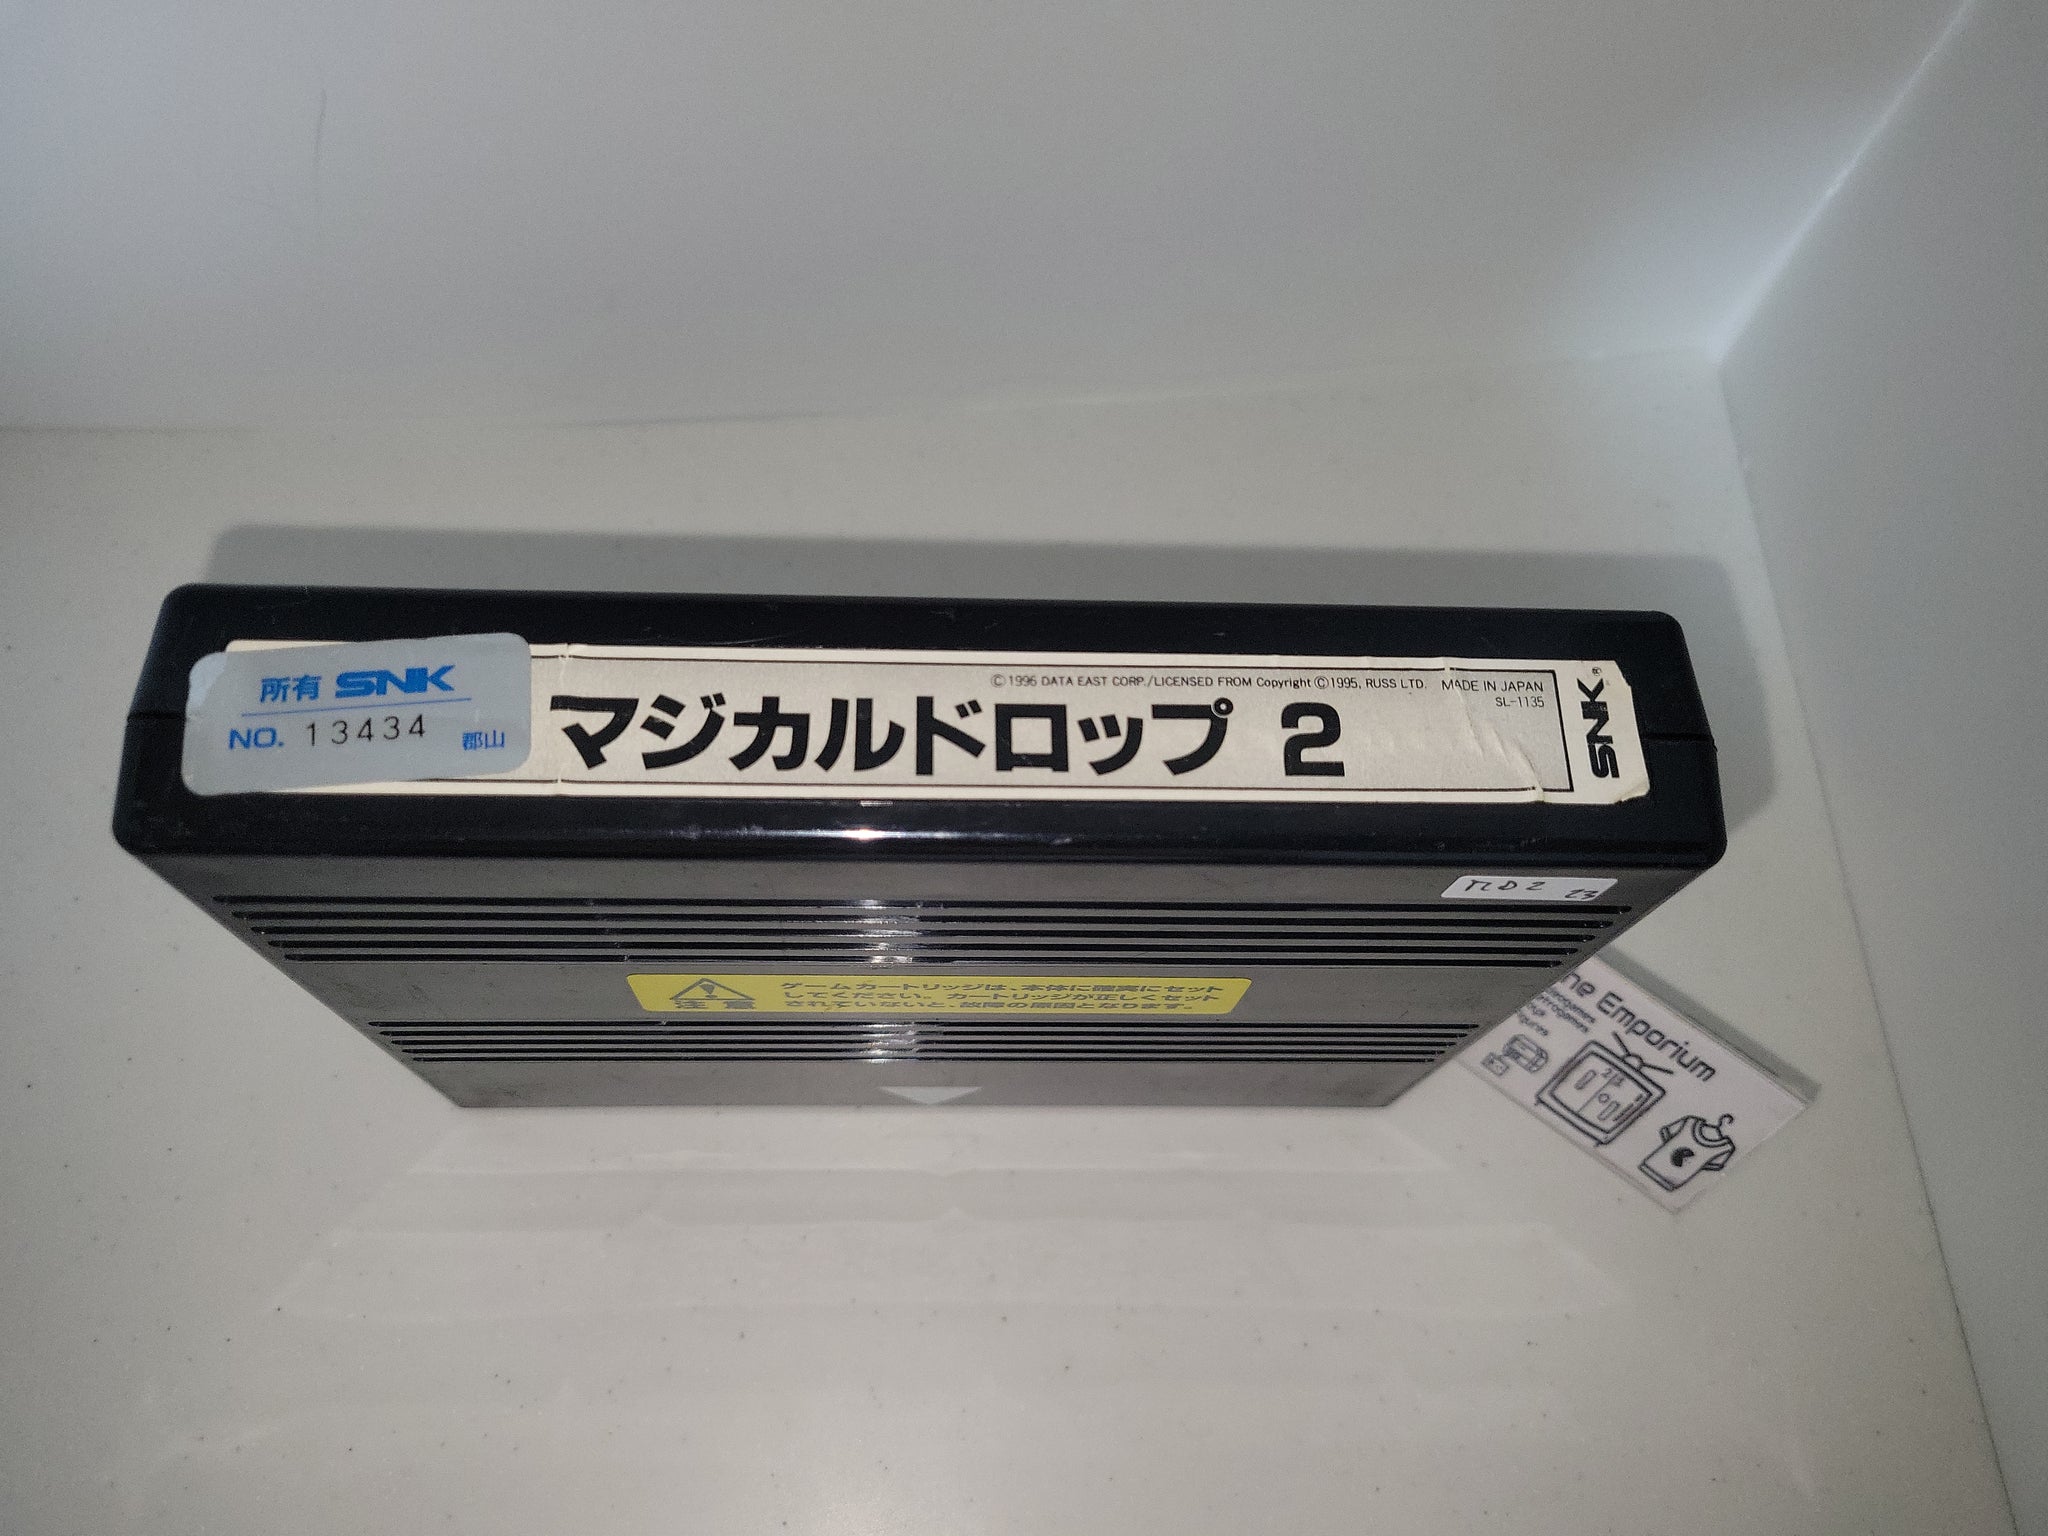 所有 SNK
NO. 13434 郡山
©1996 DATA EAST CORP./LICENSED FROM Copyright ©1995, RUSS LTD. MADE IN JAPAN
SL-1135
マジカルドロップ 2
SNK®
MD2 23
注意
ゲームカートリッジは、本体に確実にセット
してください。カートリッジが正しくセット
されていないと、故障の原因となります。
Emporium